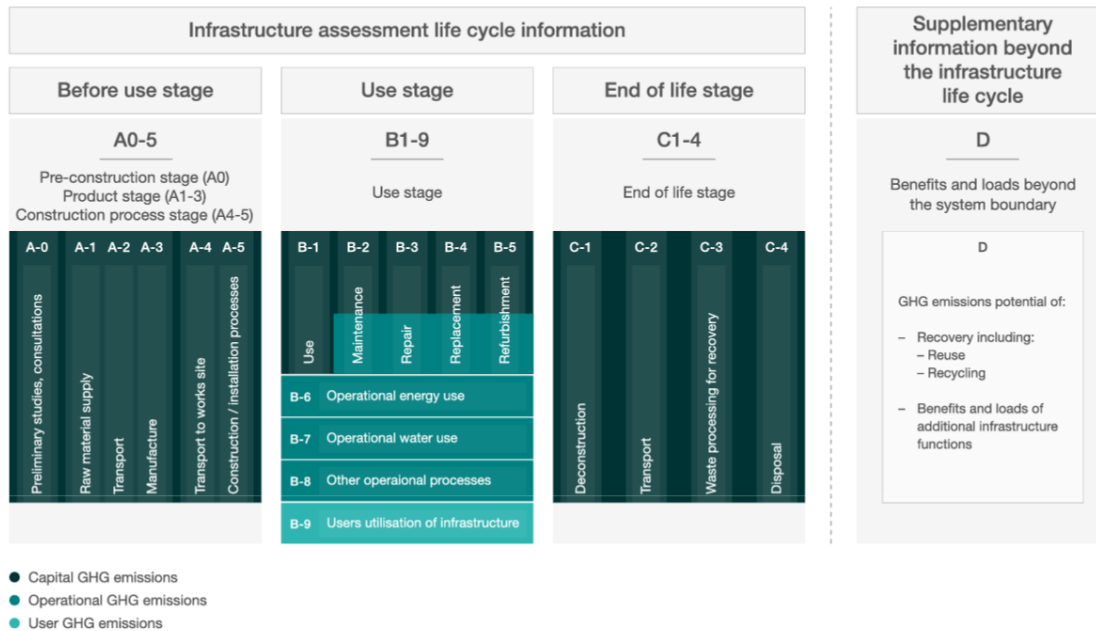 Infrastructure assessment life cycle information
Supplementary
information beyond
the infrastructure
life cycle
Before use stage
Use stage
End of life stage
A0-5
Pre-construction stage (A0)
Product stage (A1-3)
Construction process stage (A4-5)
B1-9
Use stage
C1-4
End of life stage
D
Benefits and loads beyond
the system boundary
A-0
Preliminary studies, consultations
A-1
Raw material supply
A-2
Transport
A-3
Manufacture
A-4
Transport to works site
A-5
Construction / installation processes
B-1
Use
B-2
Maintenance
B-3
Repair
B-4
Replacement
B-5
Refurbishment
B-6 Operational energy use
B-7 Operational water use
B-8 Other operaional processes
B-9 Users utilisation of infrastructure
C-1
Deconstruction
C-2
Transport
C-3
Waste processing for recovery
C-4
Disposal
D
GHG emissions potential of:
– Recovery including:
– Reuse
– Recycling
– Benefits and loads of
additional infrastructure
functions
Capital GHG emissions
Operational GHG emissions
User GHG emissions